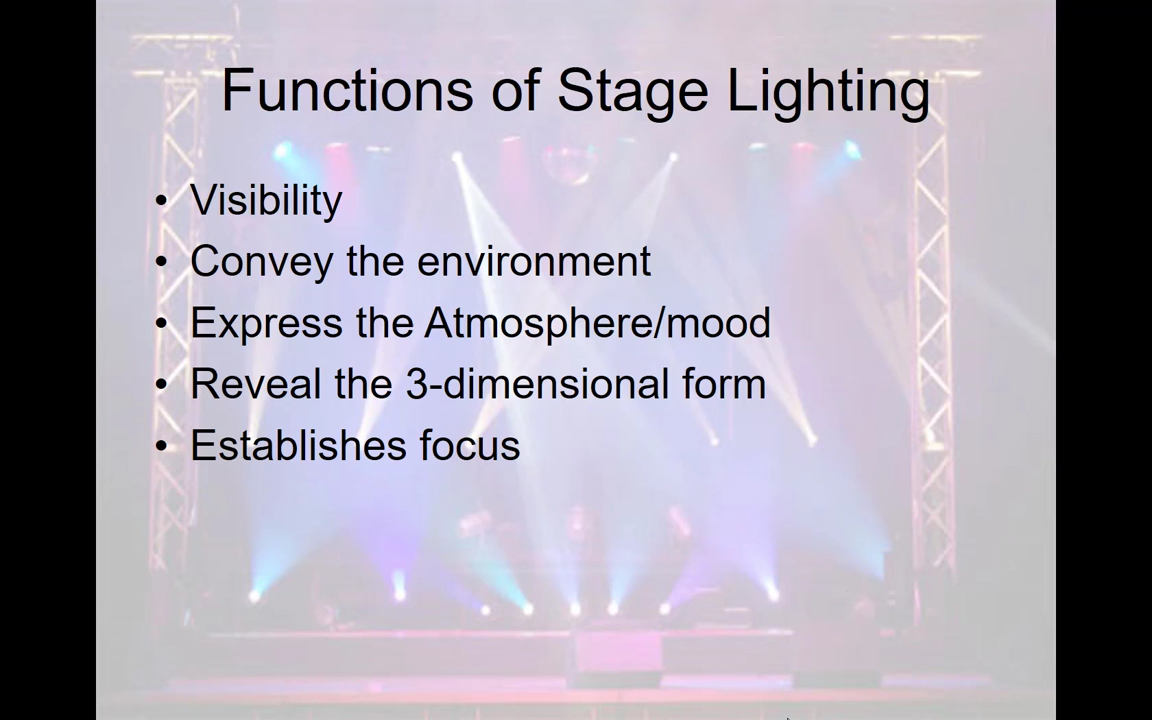 Functions of Stage Lighting
• Visibility
• Convey the environment
• Express the Atmosphere/mood
• Reveal the 3-dimensional form
• Establishes focus